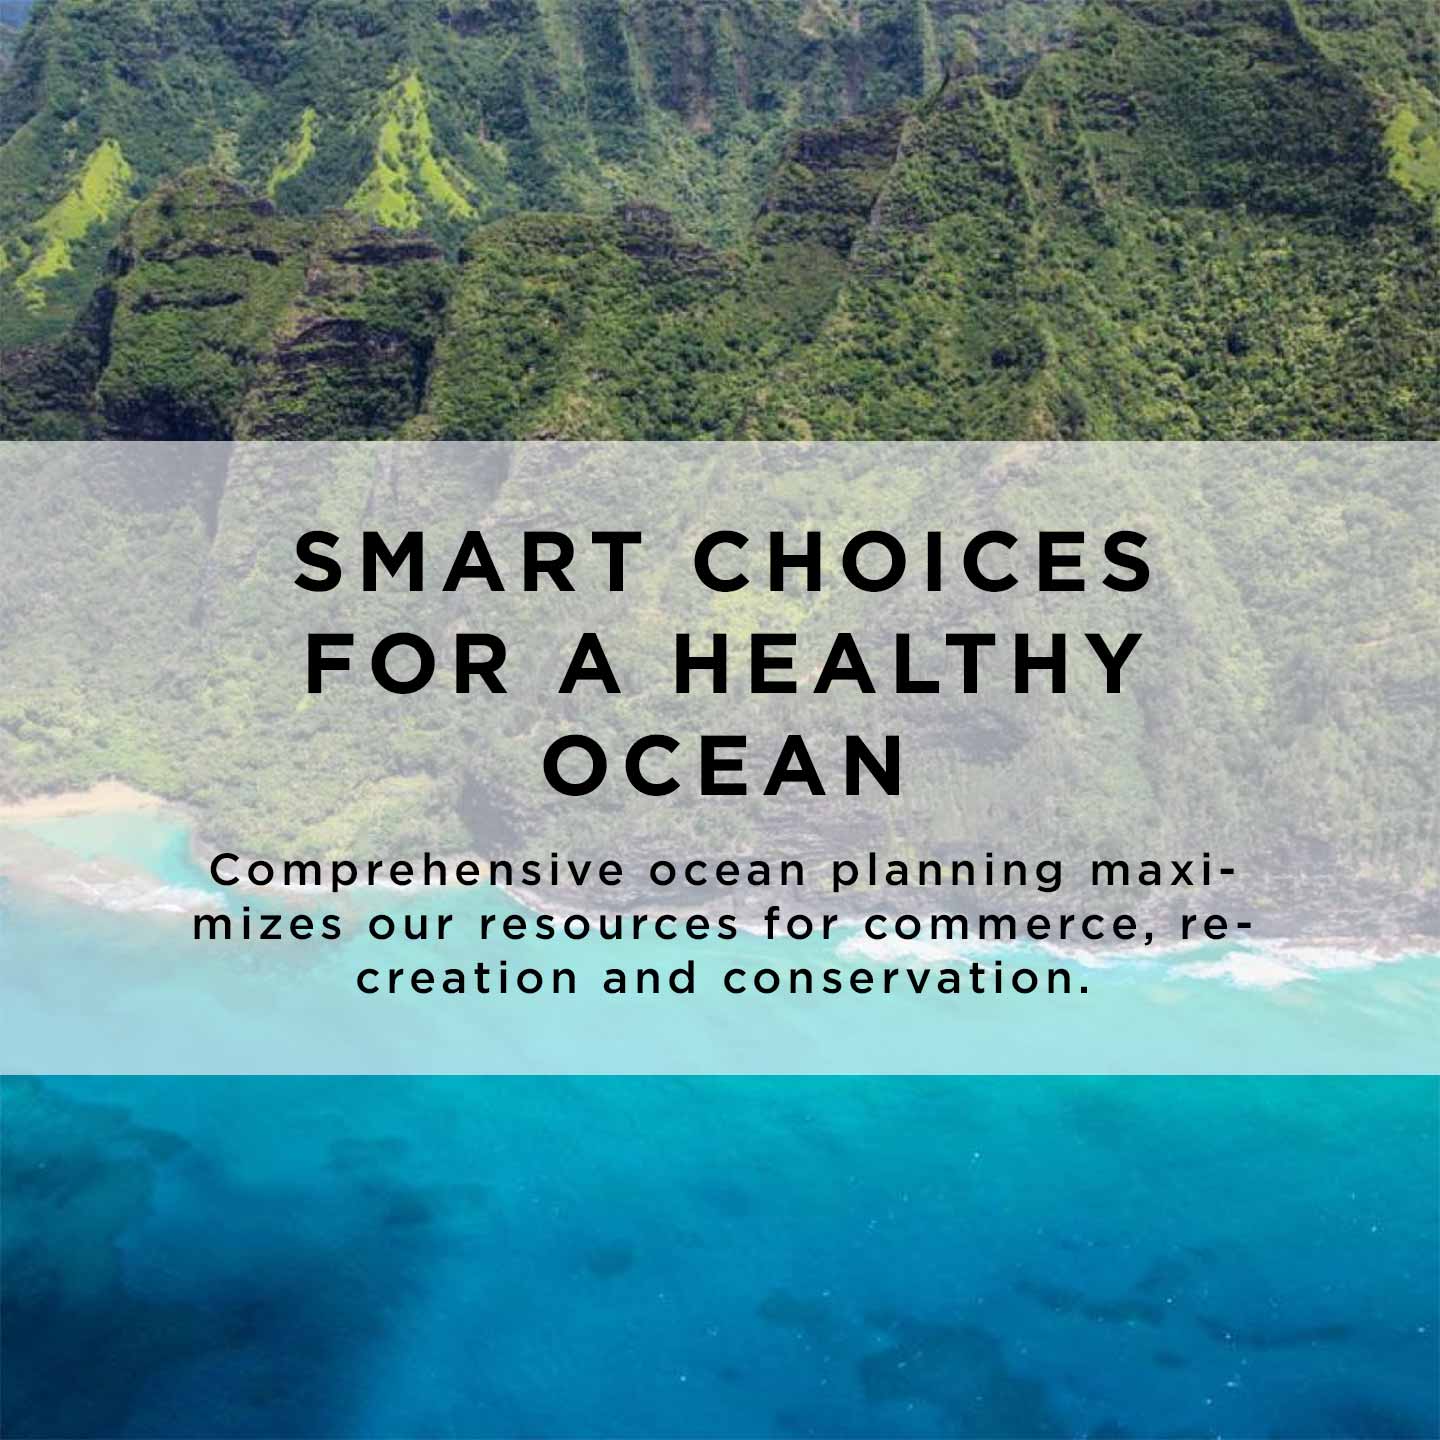 SMART CHOICES
FOR A HEALTHY
OCEAN
Comprehensive ocean planning maxi-
mizes our resources for commerce, re-
creation and conservation.